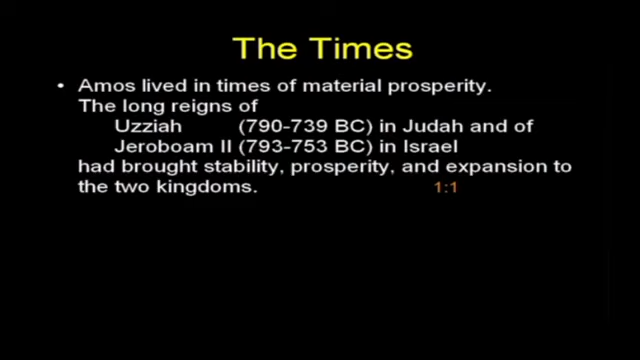 The Times
• Amos lived in times of material prosperity.
The long reigns of
Uzziah (790-739 BC) in Judah and of
Jeroboam II (793-753 BC) in Israel
had brought stability, prosperity, and expansion to
the two kingdoms. 1:1